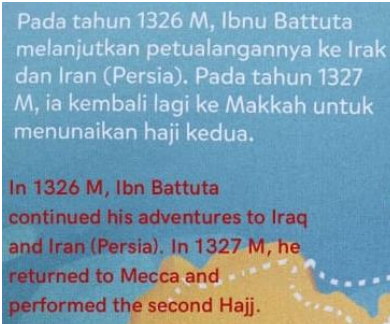 Pada tahun 1326 M, Ibnu Battuta
melanjutkan petualangannya ke Irak
dan Iran (Persia). Pada tahun 1327
M, ia kembali lagi ke Makkah untuk
menunaikan haji kedua.
In 1326 M, Ibn Battuta
continued his adventures to Iraq
and Iran (Persia). In 1327 M, he
returned to Mecca and
performed the second Hajj.